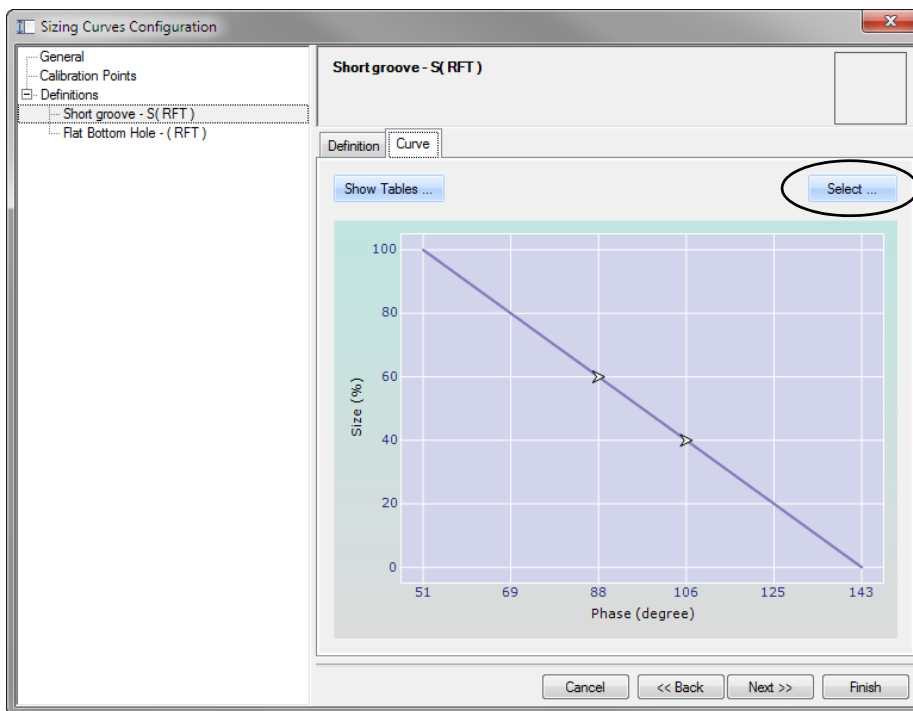 Sizing Curves Configuration
General
Calibration Points
Definitions
Short groove - S( RFT )
Flat Bottom Hole - ( RFT )
Short groove - S( RFT )
Definition
Curve
Show Tables ...
Select ...
100
80
60
40
20
0
Size (%)
51 69 88 106 125 143
Phase (degree)
Cancel
<< Back
Next >>
Finish